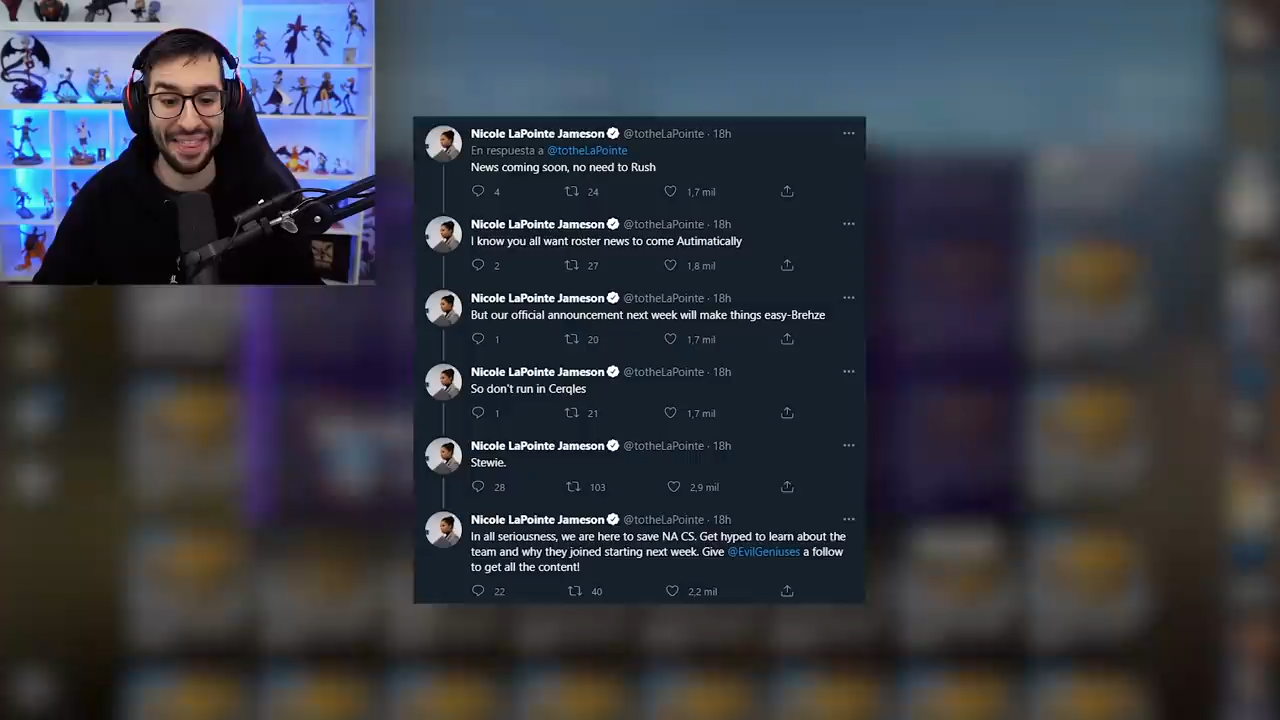 Nicole LaPointe Jameson @totheLaPointe · 18h
En respuesta a @totheLaPointe
News coming soon, no need to Rush
4 24 1,7 mil
Nicole LaPointe Jameson @totheLaPointe · 18h
I know you all want roster news to come Autimatically
2 27 1,8 mil
Nicole LaPointe Jameson @totheLaPointe · 18h
But our official announcement next week will make things easy-Brehze
1 20 1,7 mil
Nicole LaPointe Jameson @totheLaPointe · 18h
So don't run in Cerqles
1 21 1,7 mil
Nicole LaPointe Jameson @totheLaPointe · 18h
Stewie.
28 103 2,9 mil
Nicole LaPointe Jameson @totheLaPointe · 18h
In all seriousness, we are here to save NA CS. Get hyped to learn about the
team and why they joined starting next week. Give @EvilGeniuses a follow
to get all the content!
22 40 2,2 mil